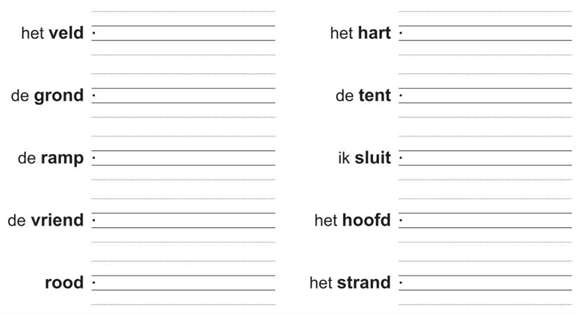 het veld
de grond
de ramp
de vriend
rood
het hart
de tent
ik sluit
het hoofd
het strand